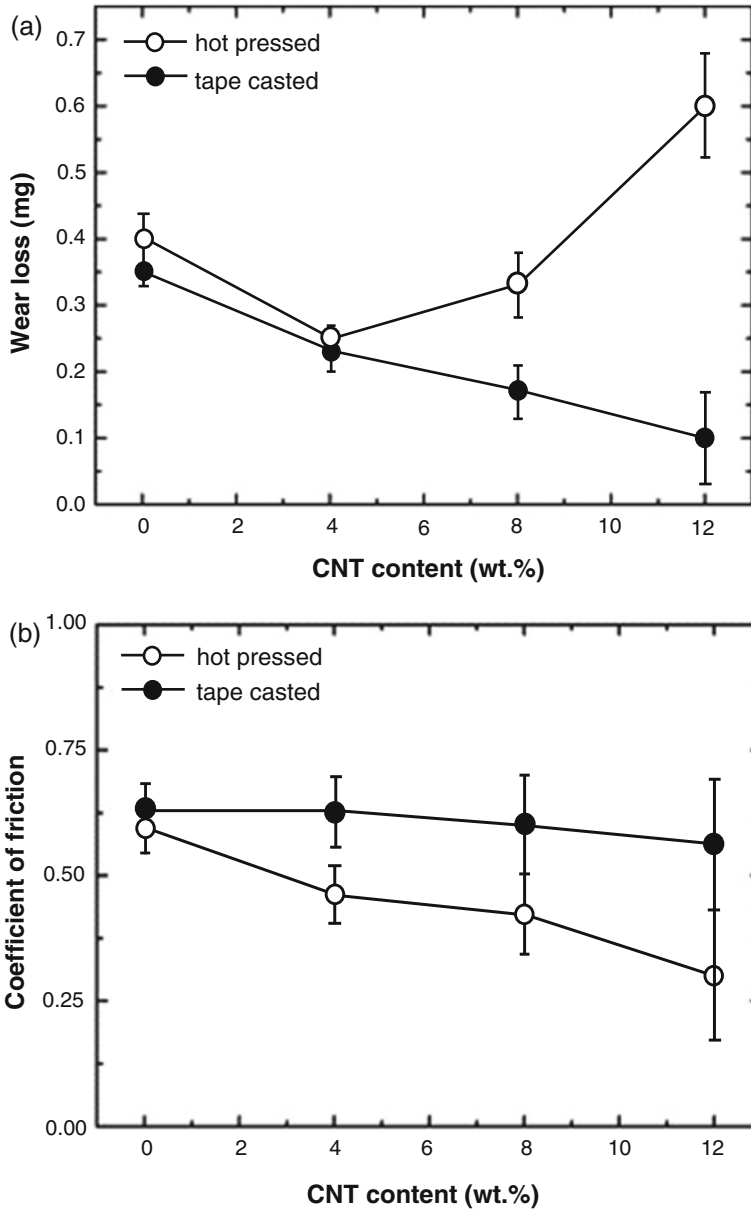 (a)
hot pressed
tape casted
0.7
0.6
0.5
0.4
0.3
0.2
0.1
0.0
Wear loss (mg)
0 2 4 6 8 10 12
CNT content (wt.%)
(b)
hot pressed
tape casted
1.00
0.75
0.50
0.25
0.00
Coefficient of friction
0 2 4 6 8 10 12
CNT content (wt.%)